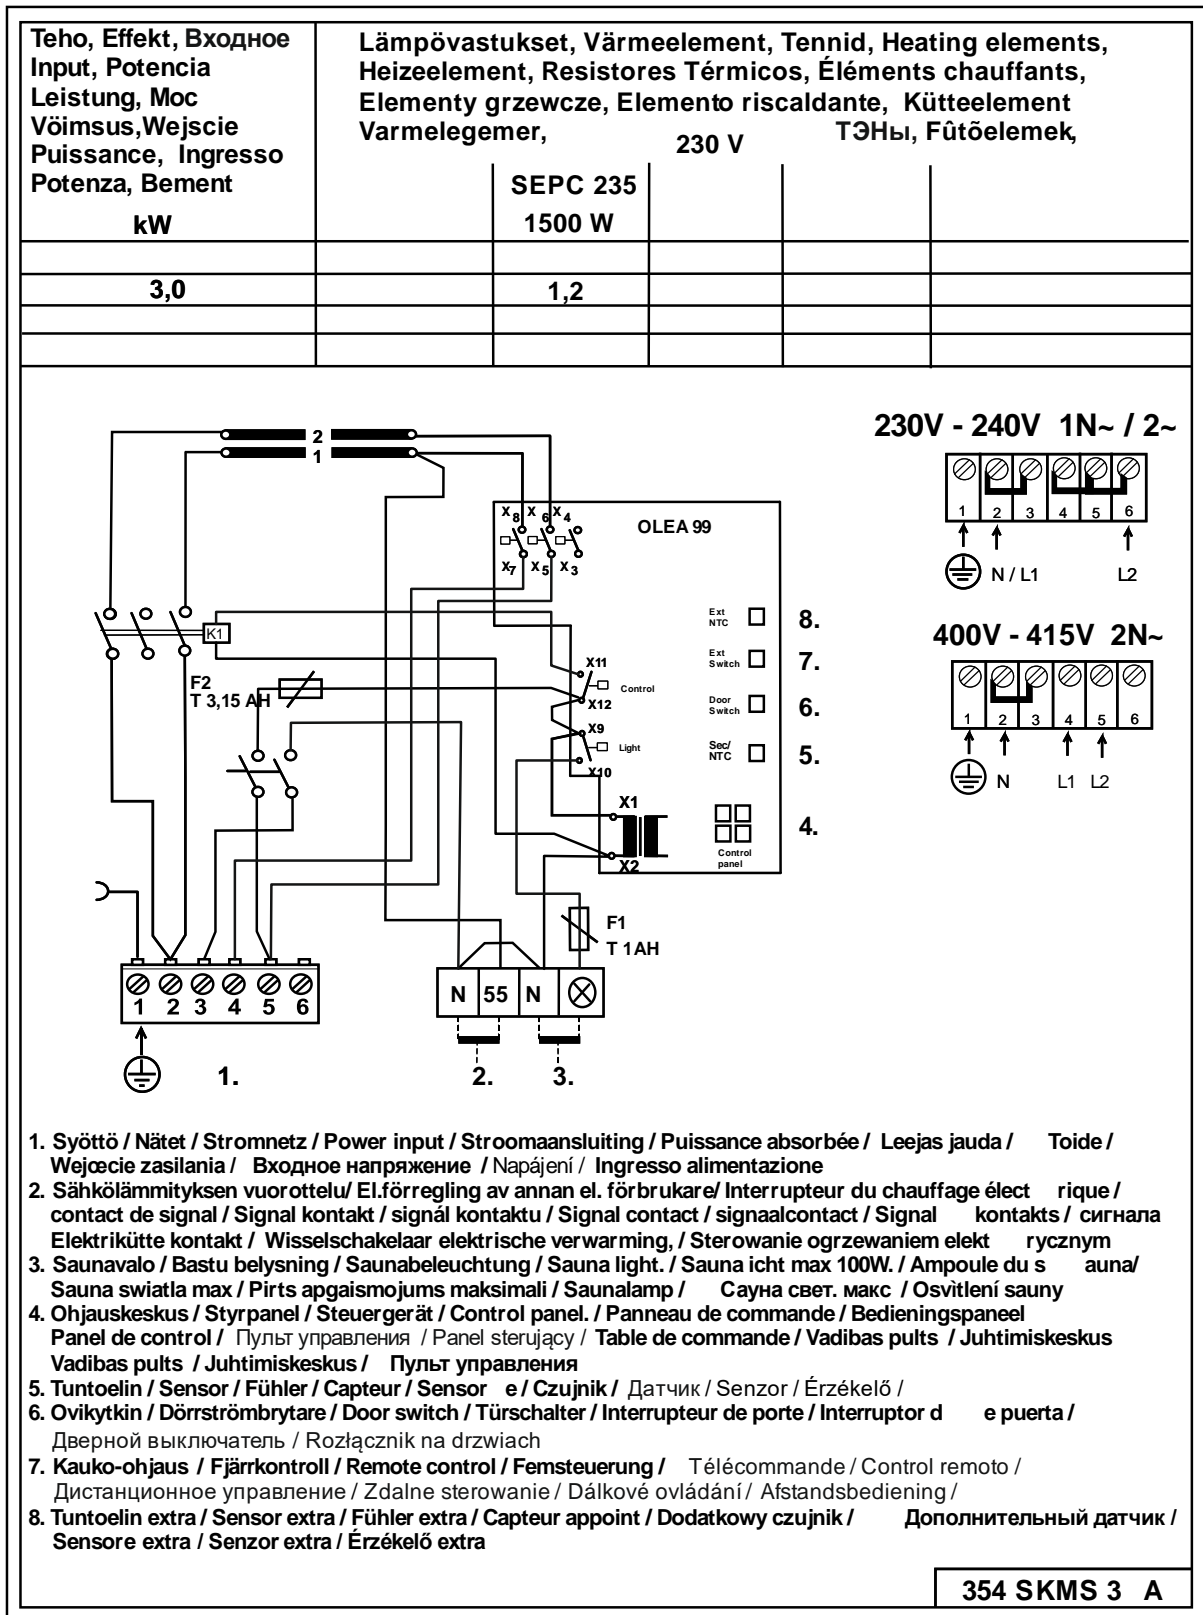 Teho, Effekt, Входное
Input, Potencia
Leistung, Moc
Vöimsus,Wejscie
Puissance, Ingresso
Potenza, Bement
kW
Lämpövastukset, Värmeelement, Tennid, Heating elements,
Heizeelement, Resistores Térmicos, Éléments chauffants,
Elementy grzewcze, Elemento riscaldante, Kütteelement
Varmelegemer, 230 V ТЭНы, Fûtõelemek,
SEPC 235
1500 W
3,0 1,2
2
1
X8 X6 X4
X7 X5 X3
OLEA 99
K1
F2
T 3,15 AH
X11
Control
X12
X9
Light
X10
X1
X2
Ext
NTC
8.
Ext
Switch
7.
Door
Switch
6.
Sec/
NTC
5.
4.
Control
panel
F1
T 1AH
1 2 3 4 5 6
N 55 N
1. 2. 3.
230V - 240V 1N~ / 2~
1 2 3 4 5 6
N / L1 L2
400V - 415V 2N~
1 2 3 4 5 6
N L1 L2
1. Syöttö / Nätet / Stromnetz / Power input / Stroomaansluiting / Puissance absorbée / Leejas jauda / Toide /
Wejœcie zasilania / Входное напряжение / Napájení / Ingresso alimentazione
2. Sähkölämmityksen vuorottelu/ El.förregling av annan el. förbrukare/ Interrupteur du chauffage élect rique /
contact de signal / Signal kontakt / signál kontaktu / Signal contact / signaalcontact / Signal kontakts / сигнала
Elektrikütte kontakt / Wisselschakelaar elektrische verwarming, / Sterowanie ogrzewaniem elekt rycznym
3. Saunavalo / Bastu belysning / Saunabeleuchtung / Sauna light. / Sauna icht max 100W. / Ampoule du s auna/
Sauna swiatla max / Pirts apgaismojums maksimali / Saunalamp / Сауна свет. макс / Osvìtlení sauny
4. Ohjauskeskus / Styrpanel / Steuergerät / Control panel. / Panneau de commande / Bedieningspaneel
Panel de control / Пульт управления / Panel sterujący / Table de commande / Vadibas pults / Juhtimiskeskus
Vadibas pults / Juhtimiskeskus / Пульт управления
5. Tuntoelin / Sensor / Fühler / Capteur / Sensor e / Czujnik / Датчик / Senzor / Érzékelő /
6. Ovikytkin / Dörrströmbrytare / Door switch / Türschalter / Interrupteur de porte / Interruptor d e puerta /
Дверной выключатель / Rozłącznik na drzwiach
7. Kauko-ohjaus / Fjärrkontroll / Remote control / Femsteuerung / Télécommande / Control remoto /
Дистанционное управление / Zdalne sterowanie / Dálkové ovládání / Afstandsbediening /
8. Tuntoelin extra / Sensor extra / Fühler extra / Capteur appoint / Dodatkowy czujnik / Дополнительный датчик /
Sensore extra / Senzor extra / Érzékelő extra
354 SKMS 3 A